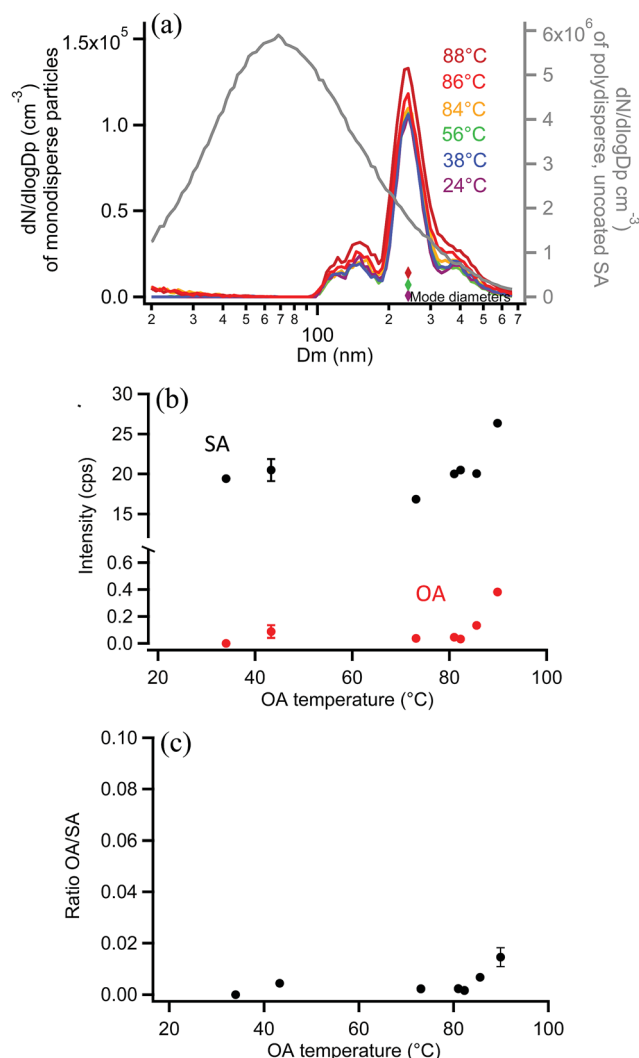 (a)
1.5x10⁵
1.0
0.5
0.0
dN/dlogDp (cm⁻³)
of monodisperse particles
88°C
86°C
84°C
56°C
38°C
24°C
Mode diameters
6x10⁶
5
4
3
2
1
0
dN/dlogDp cm⁻³)
of polydisperse, uncoated SA
2 3 4 5 6 7 8 100 2 3 4 5 6 7
Dm (nm)
(b)
30
25
20
15
0.6
0.4
0.2
0.0
Intensity (cps)
SA
OA
20 40 60 80 100
OA temperature (°C)
(c)
0.10
0.08
0.06
0.04
0.02
0.00
Ratio OA/SA
20 40 60 80 100
OA temperature (°C)